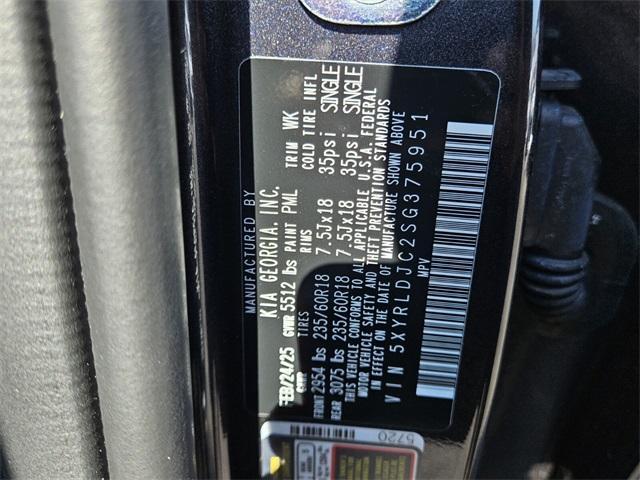 MANUFACTURED BY
KIA GEORGIA. INC.
FEB/24/25 GVWR 5512 lbs PAINT PML TRIM WK
GAWR TIRES RIMS COLD TIRE INFL
FRONT 2954 lbs 235/60R18 7.5Jx18 35psi SINGLE
REAR 3075 lbs 235/60R18 7.5Jx18 35psi SINGLE
THIS VEHICLE CONFORMS TO ALL APPLICABLE U.S.A. FEDERAL
MOTOR VEHICLE SAFETY AND THEFT PREVENTION STANDARDS
IN EFFECT ON THE DATE OF MANUFACTURE SHOWN ABOVE
VIN 5XYRLDJC2SG375951
MPV
5720